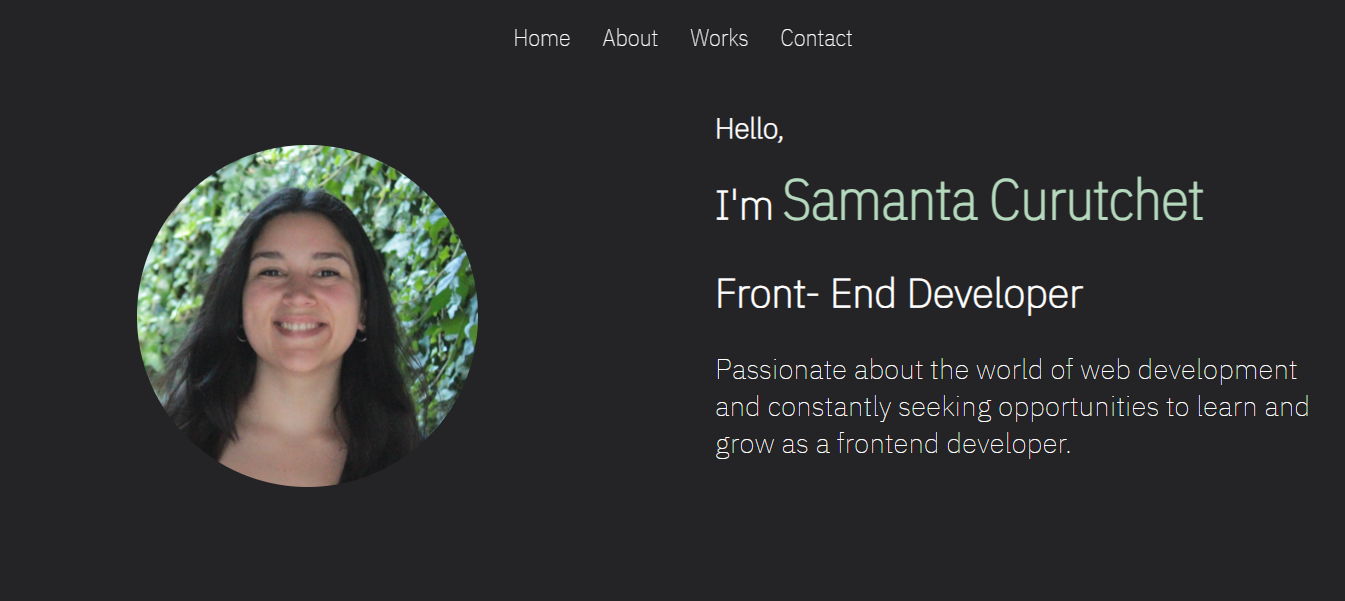 Home About Works Contact
Hello,
I'm Samanta Curutchet
Front- End Developer
Passionate about the world of web development
and constantly seeking opportunities to learn and
grow as a frontend developer.